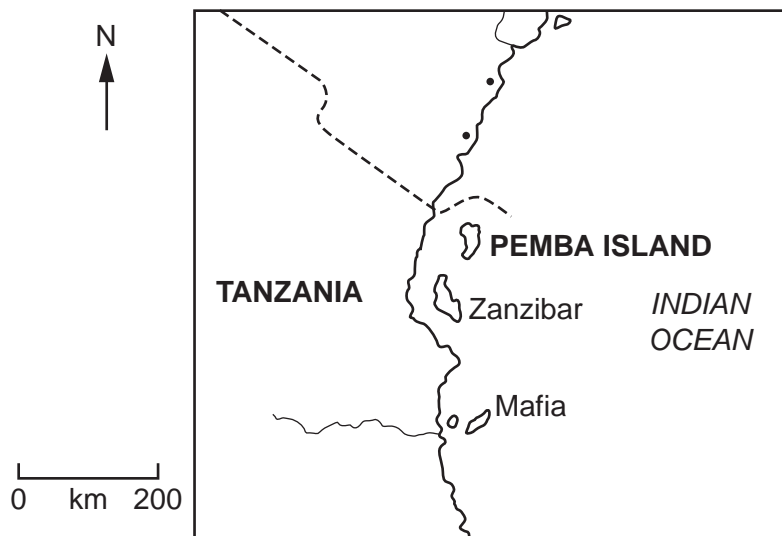 N
PEMBA ISLAND
TANZANIA
Zanzibar
INDIAN
OCEAN
Mafia
0 km 200